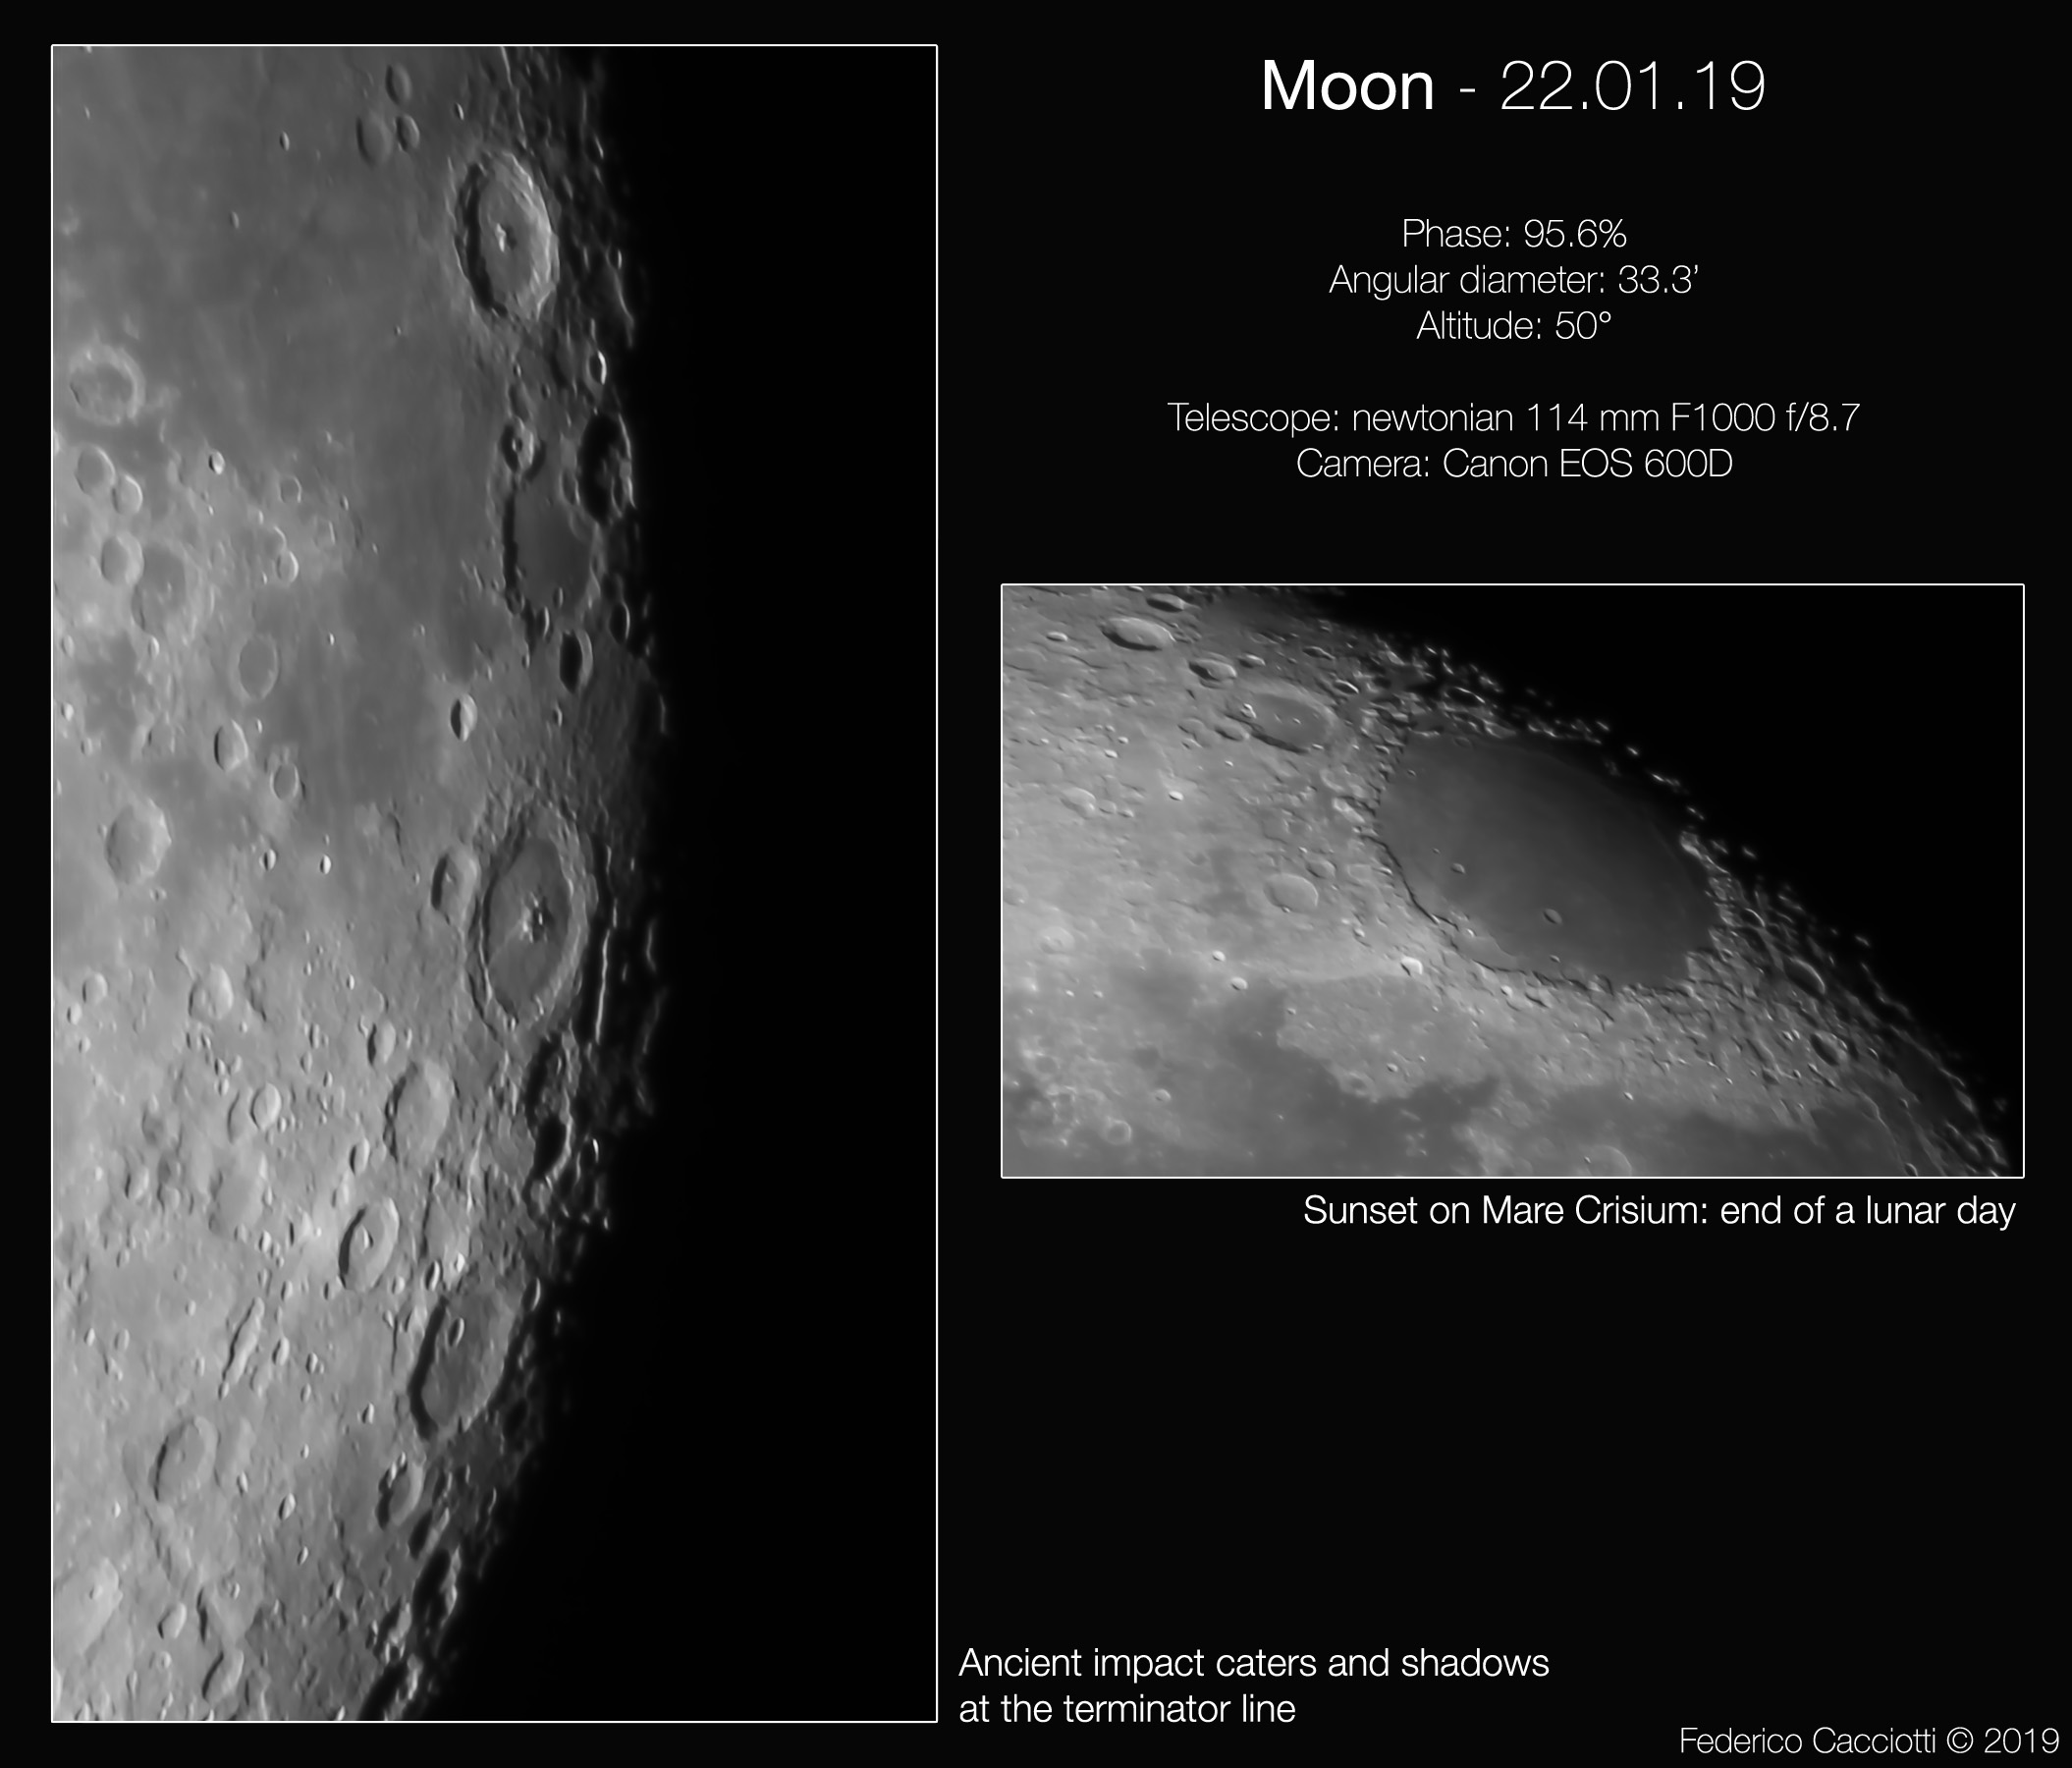 Moon - 22.01.19
Phase: 95.6%
Angular diameter: 33.3’
Altitude: 50°
Telescope: newtonian 114 mm F1000 f/8.7
Camera: Canon EOS 600D
Sunset on Mare Crisium: end of a lunar day
Ancient impact caters and shadows
at the terminator line
Federico Cacciotti © 2019